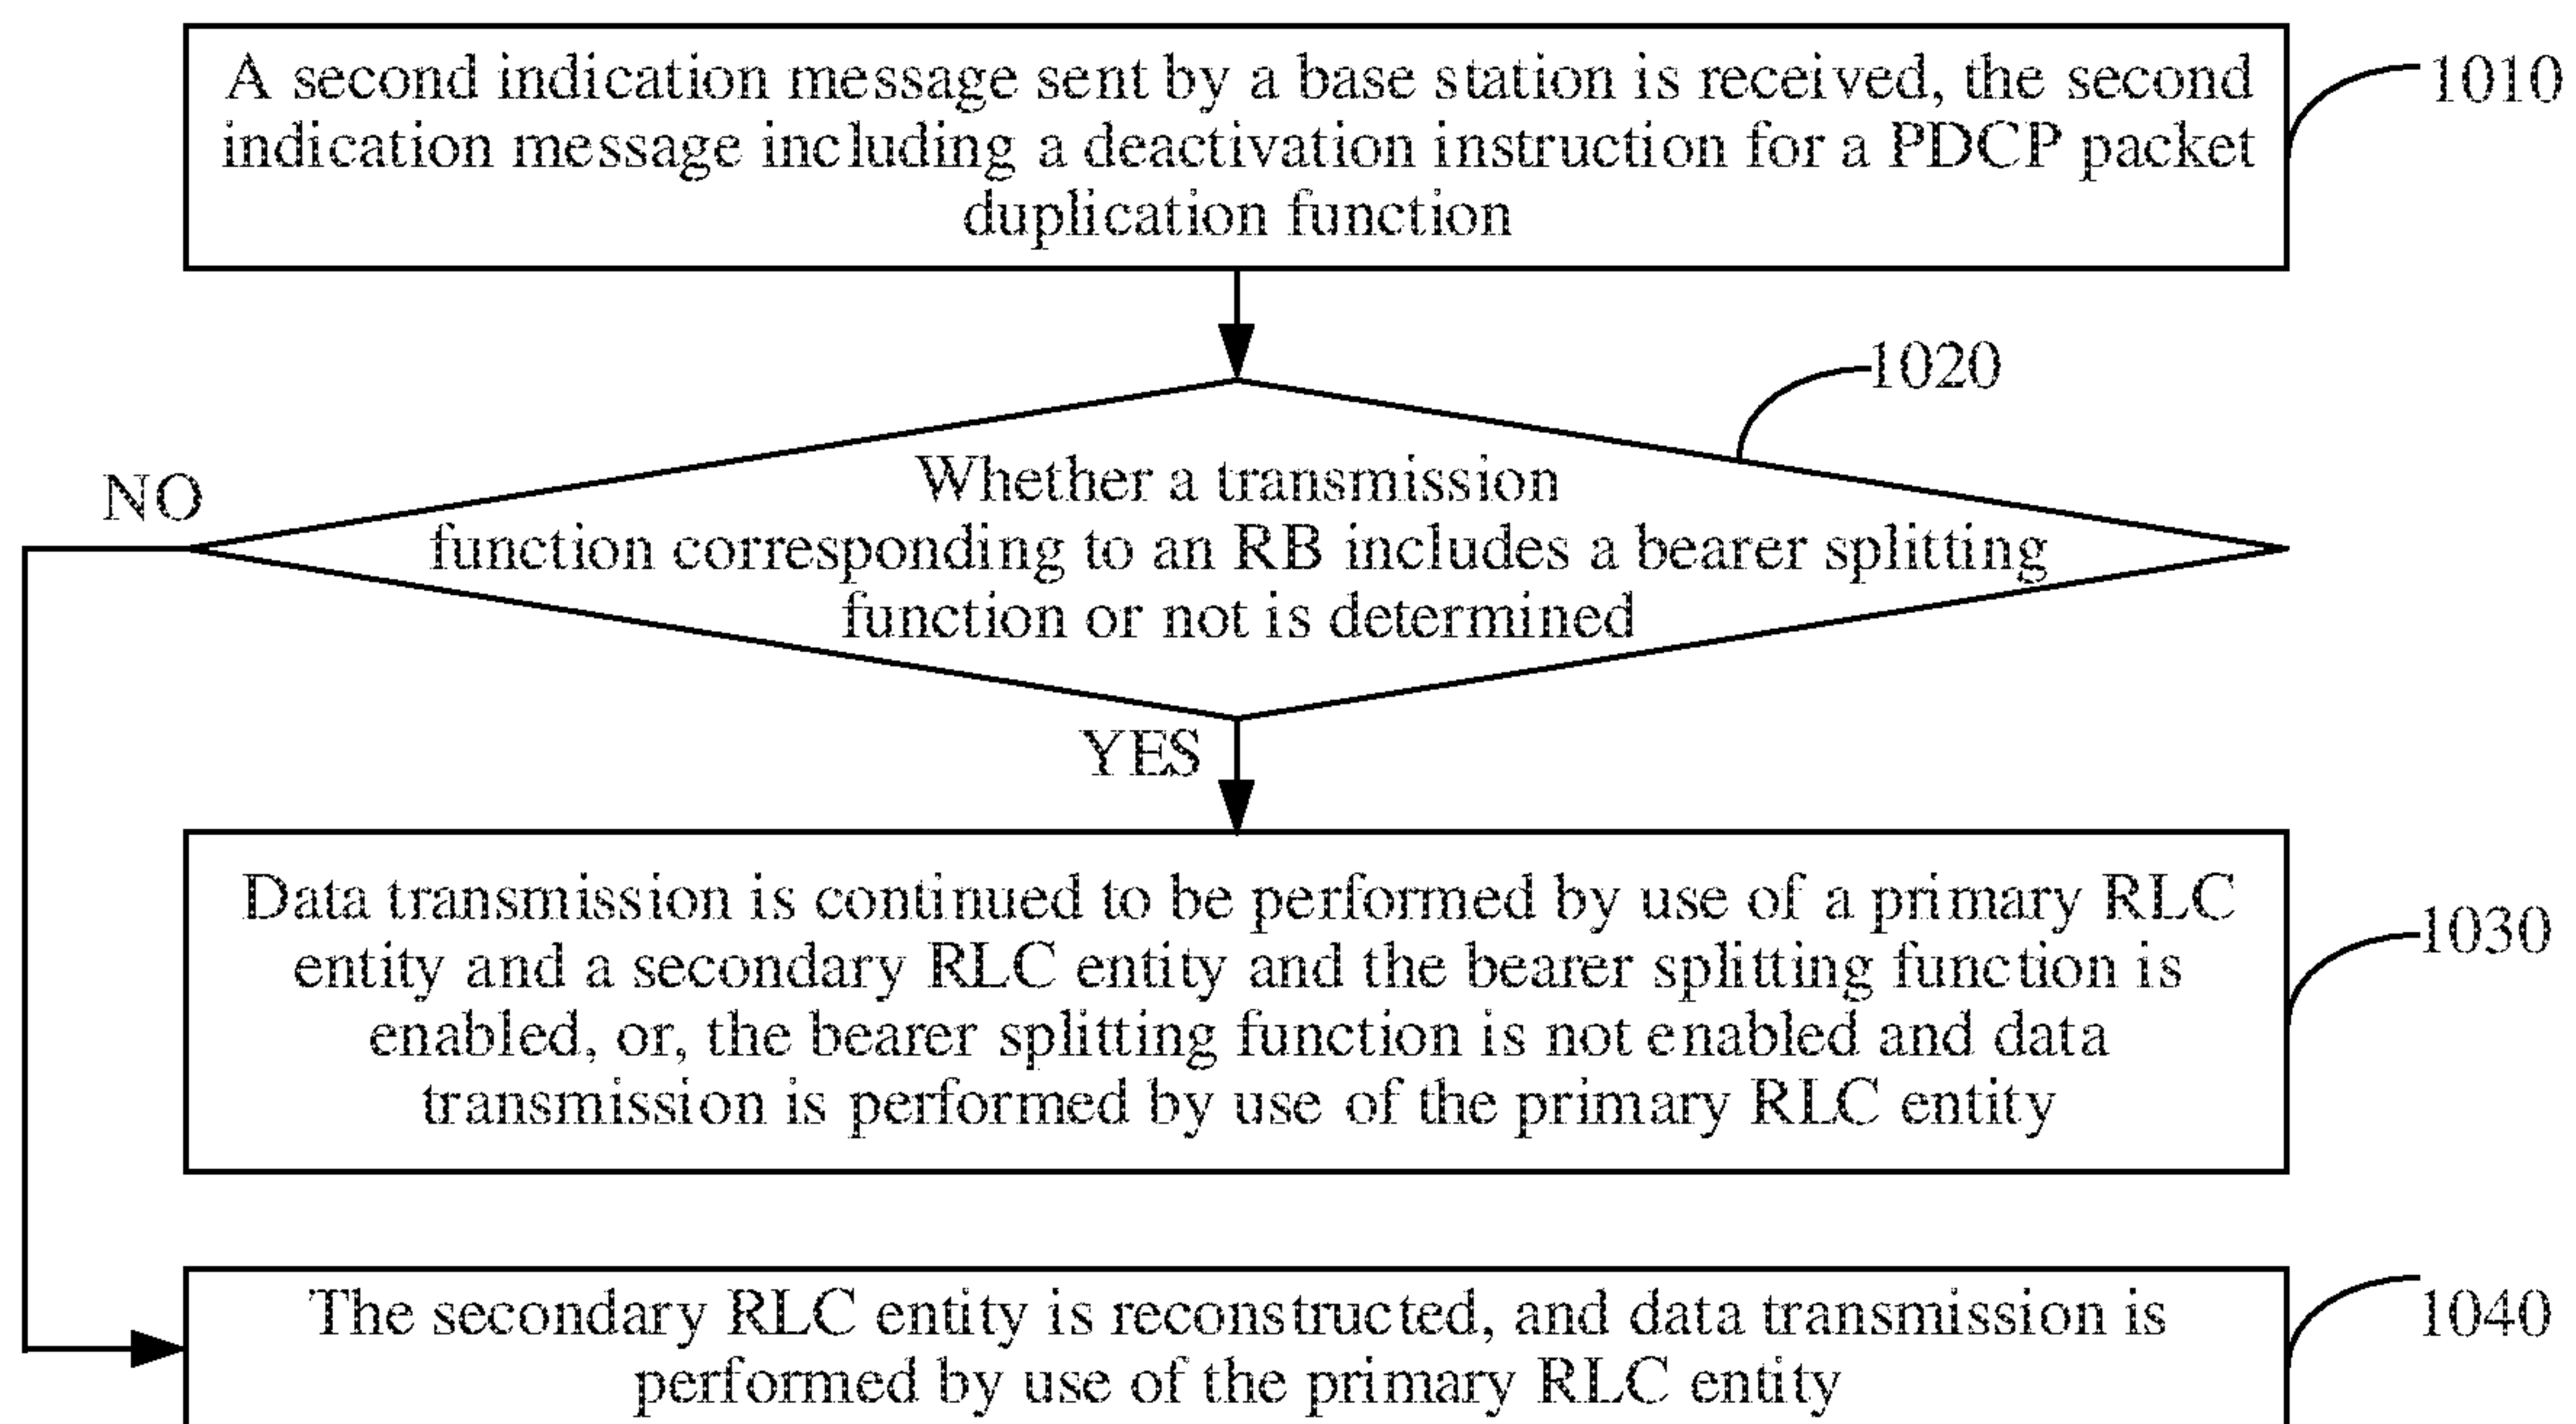 A second indication message sent by a base station is received, the second
indication message including a deactivation instruction for a PDCP packet
duplication function
1010
1020
Whether a transmission
function corresponding to an RB includes a bearer splitting
function or not is determined
NO
YES
Data transmission is continued to be performed by use of a primary RLC
entity and a secondary RLC entity and the bearer splitting function is
enabled, or, the bearer splitting function is not enabled and data
transmission is performed by use of the primary RLC entity
1030
The secondary RLC entity is reconstructed, and data transmission is
performed by use of the primary RLC entity
1040